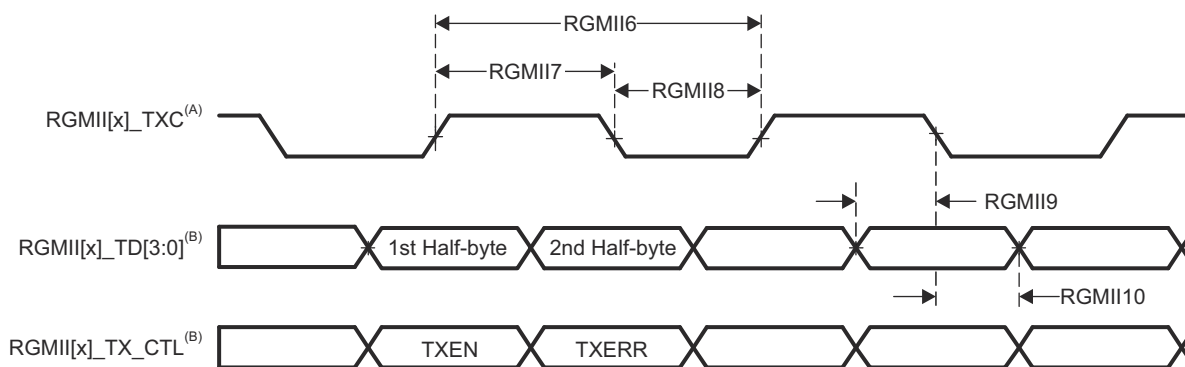 RGMII6
RGMII7
RGMII8
RGMII[x]_TXC(A)
RGMII9
RGMII[x]_TD[3:0](B)
1st Half-byte
2nd Half-byte
RGMII10
RGMII[x]_TX_CTL(B)
TXEN
TXERR